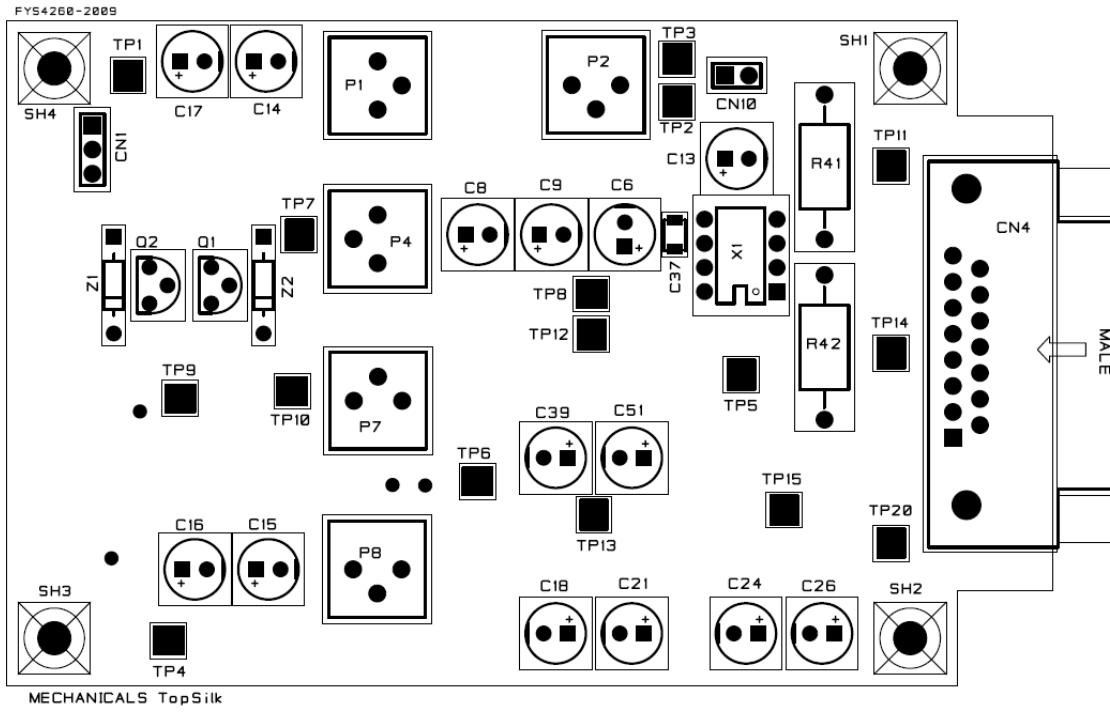 FYS4260-2009
TP1
C17
C14
P1
P2
TP3
TP2
CN10
SH1
SH4
CN1
C13
R41
TP11
TP7
P4
C8
C9
C6
C37
X1
CN4
Z1
Q2
Q1
Z2
TP8
TP12
R42
TP14
MALE
TP9
TP10
P7
TP5
C39
C51
TP6
TP13
TP15
TP20
C16
C15
P8
SH3
TP4
C18
C21
C24
C26
SH2
MECHANICALS TopSilk